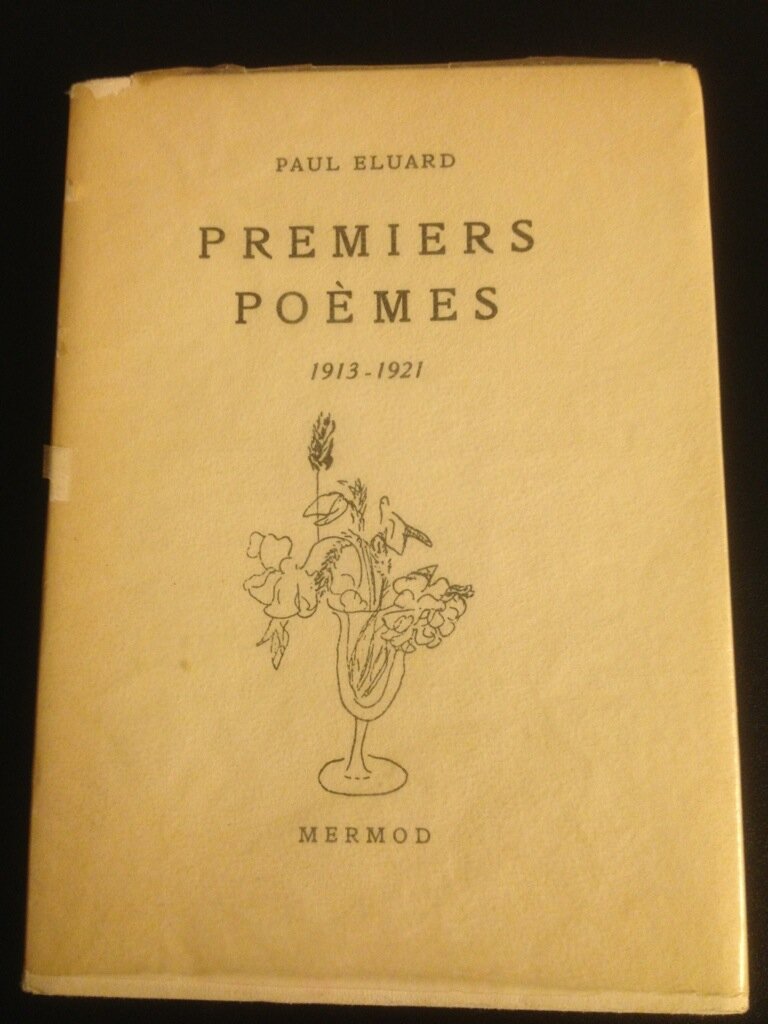 PAUL ELUARD
PREMIERS
POÈMES
1913-1921
MERMOD